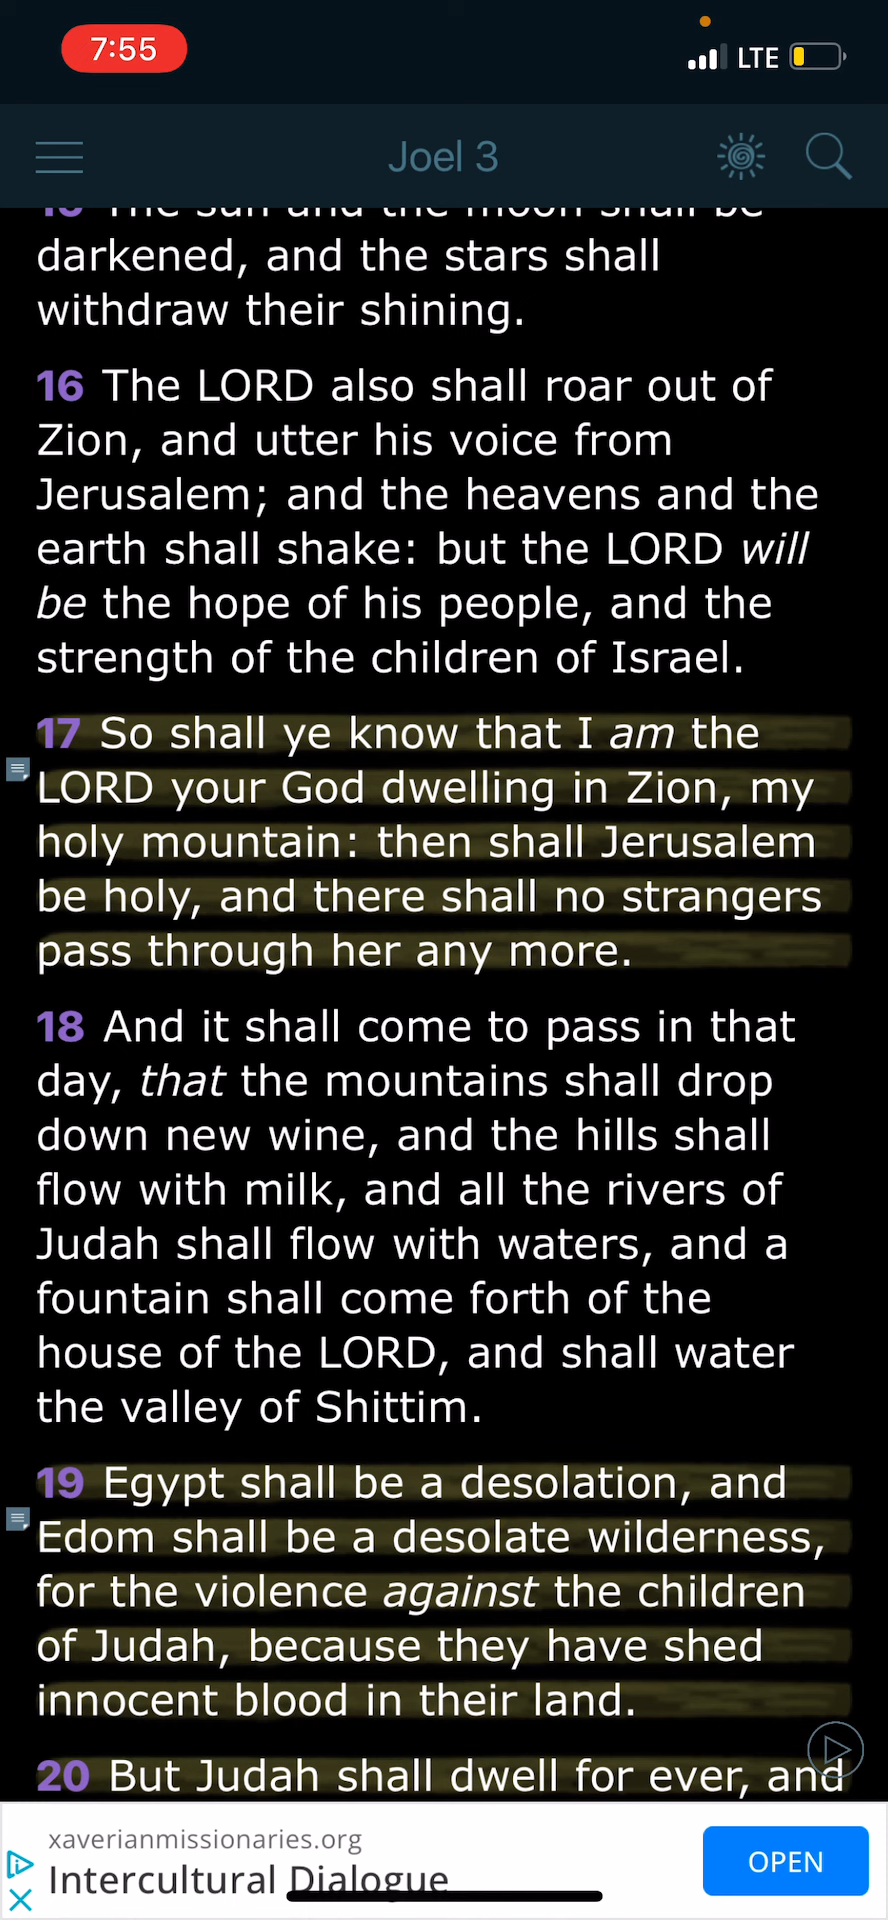 7:55
LTE
Joel 3
15 The sun and the moon shall be
darkened, and the stars shall
withdraw their shining.
16 The LORD also shall roar out of
Zion, and utter his voice from
Jerusalem; and the heavens and the
earth shall shake: but the LORD will
be the hope of his people, and the
strength of the children of Israel.
17 So shall ye know that I am the
LORD your God dwelling in Zion, my
holy mountain: then shall Jerusalem
be holy, and there shall no strangers
pass through her any more.
18 And it shall come to pass in that
day, that the mountains shall drop
down new wine, and the hills shall
flow with milk, and all the rivers of
Judah shall flow with waters, and a
fountain shall come forth of the
house of the LORD, and shall water
the valley of Shittim.
19 Egypt shall be a desolation, and
Edom shall be a desolate wilderness,
for the violence against the children
of Judah, because they have shed
innocent blood in their land.
20 But Judah shall dwell for ever, and
xaverianmissionaries.org
Intercultural Dialogue
OPEN